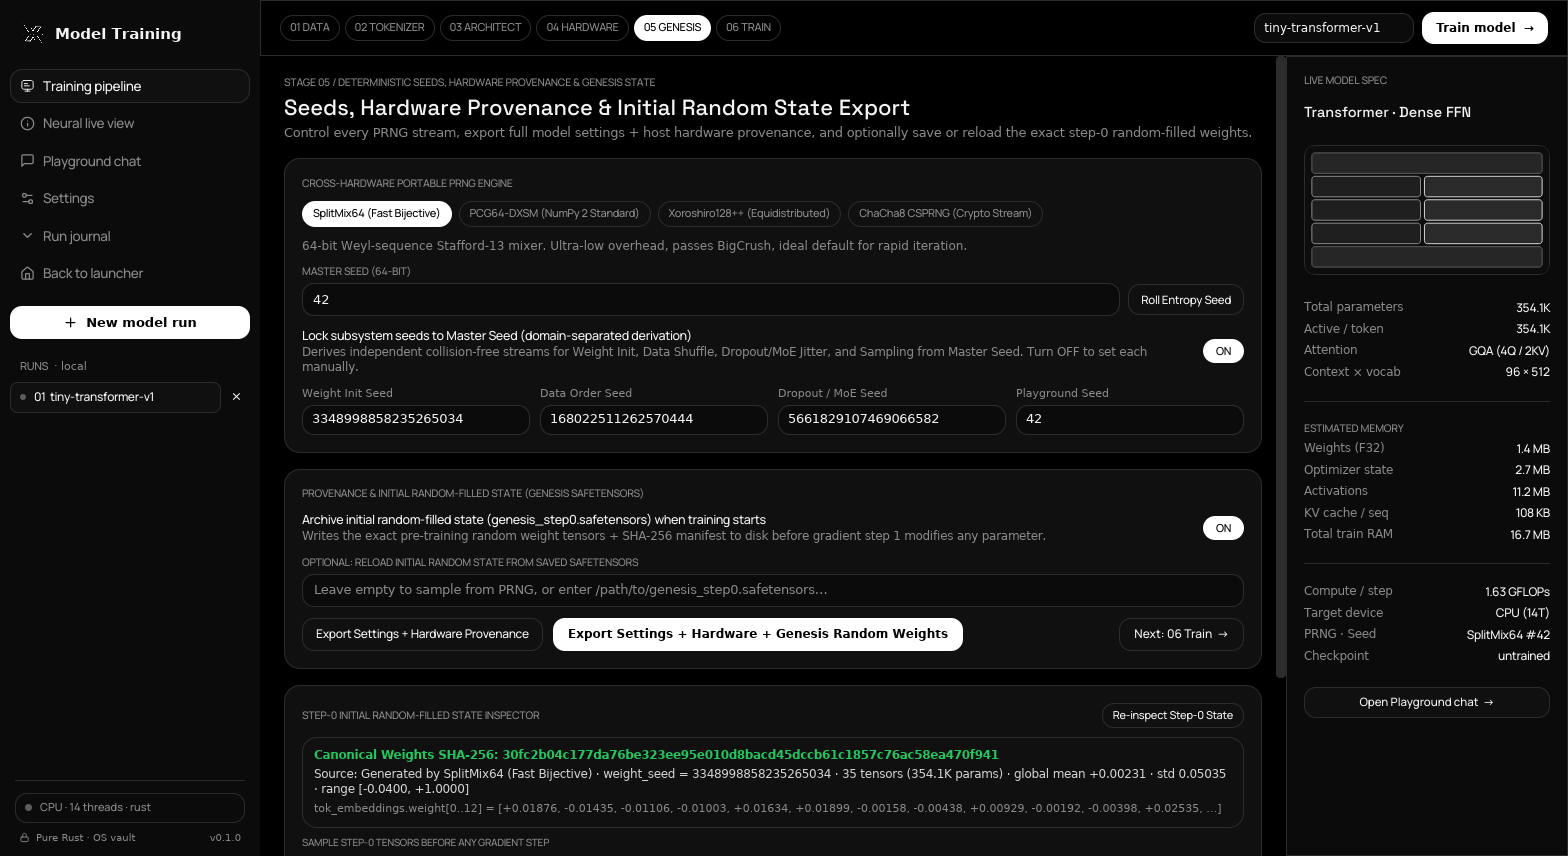 Model Training
Training pipeline
Neural live view
Playground chat
Settings
Run journal
Back to launcher
+ New model run
RUNS · local
01 tiny-transformer-v1 ×
CPU · 14 threads · rust
Pure Rust · OS vault v0.1.0
01 DATA 02 TOKENIZER 03 ARCHITECT 04 HARDWARE 05 GENESIS 06 TRAIN
tiny-transformer-v1 Train model →
STAGE 05 / DETERMINISTIC SEEDS, HARDWARE PROVENANCE & GENESIS STATE
Seeds, Hardware Provenance & Initial Random State Export
Control every PRNG stream, export full model settings + host hardware provenance, and optionally save or reload the exact step-0 random-filled weights.
CROSS-HARDWARE PORTABLE PRNG ENGINE
SplitMix64 (Fast Bijective) PCG64-DXSM (NumPy 2 Standard) Xoroshiro128++ (Equidistributed) ChaCha8 CSPRNG (Crypto Stream)
64-bit Weyl-sequence Stafford-13 mixer. Ultra-low overhead, passes BigCrush, ideal default for rapid iteration.
MASTER SEED (64-BIT)
42 Roll Entropy Seed
Lock subsystem seeds to Master Seed (domain-separated derivation)
Derives independent collision-free streams for Weight Init, Data Shuffle, Dropout/MoE Jitter, and Sampling from Master Seed. Turn OFF to set each
manually.
ON
Weight Init Seed Data Order Seed Dropout / MoE Seed Playground Seed
3348998858235265034 168022511262570444 5661829107469066582 42
PROVENANCE & INITIAL RANDOM-FILLED STATE (GENESIS SAFETENSORS)
Archive initial random-filled state (genesis_step0.safetensors) when training starts
Writes the exact pre-training random weight tensors + SHA-256 manifest to disk before gradient step 1 modifies any parameter.
ON
OPTIONAL: RELOAD INITIAL RANDOM STATE FROM SAVED SAFETENSORS
Leave empty to sample from PRNG, or enter /path/to/genesis_step0.safetensors...
Export Settings + Hardware Provenance Export Settings + Hardware + Genesis Random Weights Next: 06 Train →
STEP-0 INITIAL RANDOM-FILLED STATE INSPECTOR Re-inspect Step-0 State
Canonical Weights SHA-256: 30fc2b04c177da76be323ee95e010d8bacd45dccb61c1857c76ac58ea470f941
Source: Generated by SplitMix64 (Fast Bijective) · weight_seed = 3348998858235265034 · 35 tensors (354.1K params) · global mean +0.00231 · std 0.05035
· range [-0.0400, +1.0000]
tok_embeddings.weight[0..12] = [+0.01876, -0.01435, -0.01106, -0.01003, +0.01634, +0.01899, -0.00158, -0.00438, +0.00929, -0.00192, -0.00398, +0.02535, …]
SAMPLE STEP-0 TENSORS BEFORE ANY GRADIENT STEP
LIVE MODEL SPEC
Transformer · Dense FFN
Total parameters 354.1K
Active / token 354.1K
Attention GQA (4Q / 2KV)
Context × vocab 96 × 512
ESTIMATED MEMORY
Weights (F32) 1.4 MB
Optimizer state 2.7 MB
Activations 11.2 MB
KV cache / seq 108 KB
Total train RAM 16.7 MB
Compute / step 1.63 GFLOPs
Target device CPU (14T)
PRNG · Seed SplitMix64 #42
Checkpoint untrained
Open Playground chat →